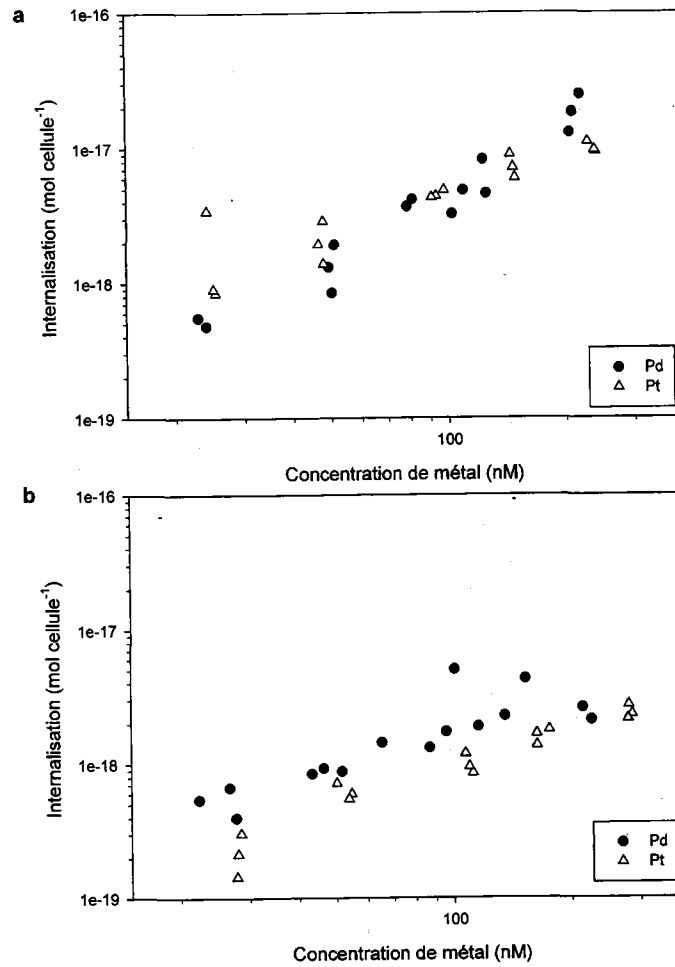 a
1e-16
1e-17
1e-18
1e-19
Internalisation (mol cellule-1)
Pd
Pt
100
Concentration de métal (nM)
b
1e-16
1e-17
1e-18
1e-19
Internalisation (mol cellule-1)
Pd
Pt
100
Concentration de métal (nM)